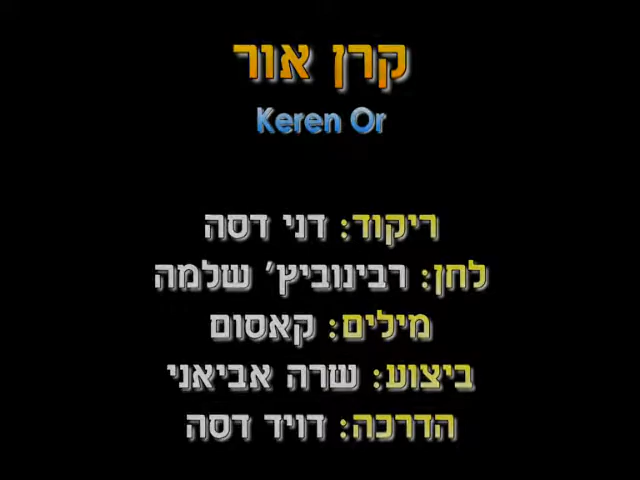 קרן אור
Keren Or
ריקוד: דני דסה
לחן: רבינוביץ' שלמה
מילים: קאסום
ביצוע: שרה אביאני
הדרכה: דויד דסה